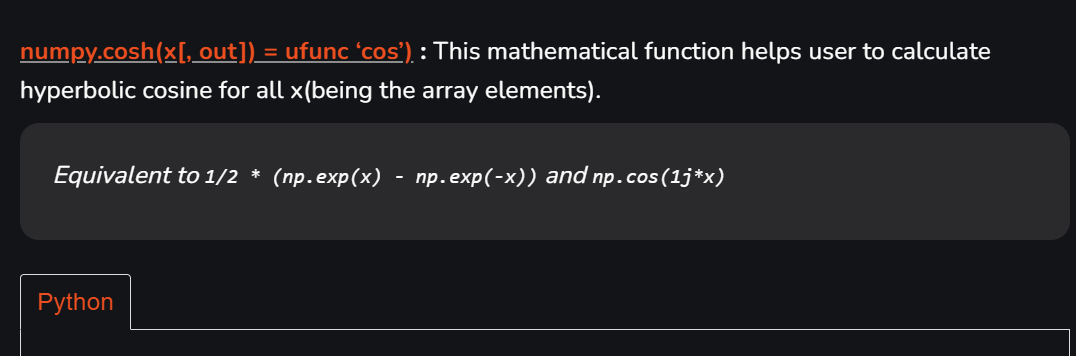 numpy.cosh(x[, out]) = ufunc ‘cos’) : This mathematical function helps user to calculate
hyperbolic cosine for all x(being the array elements).
Equivalent to 1/2 * (np.exp(x) - np.exp(-x)) and np.cos(1j*x)
Python